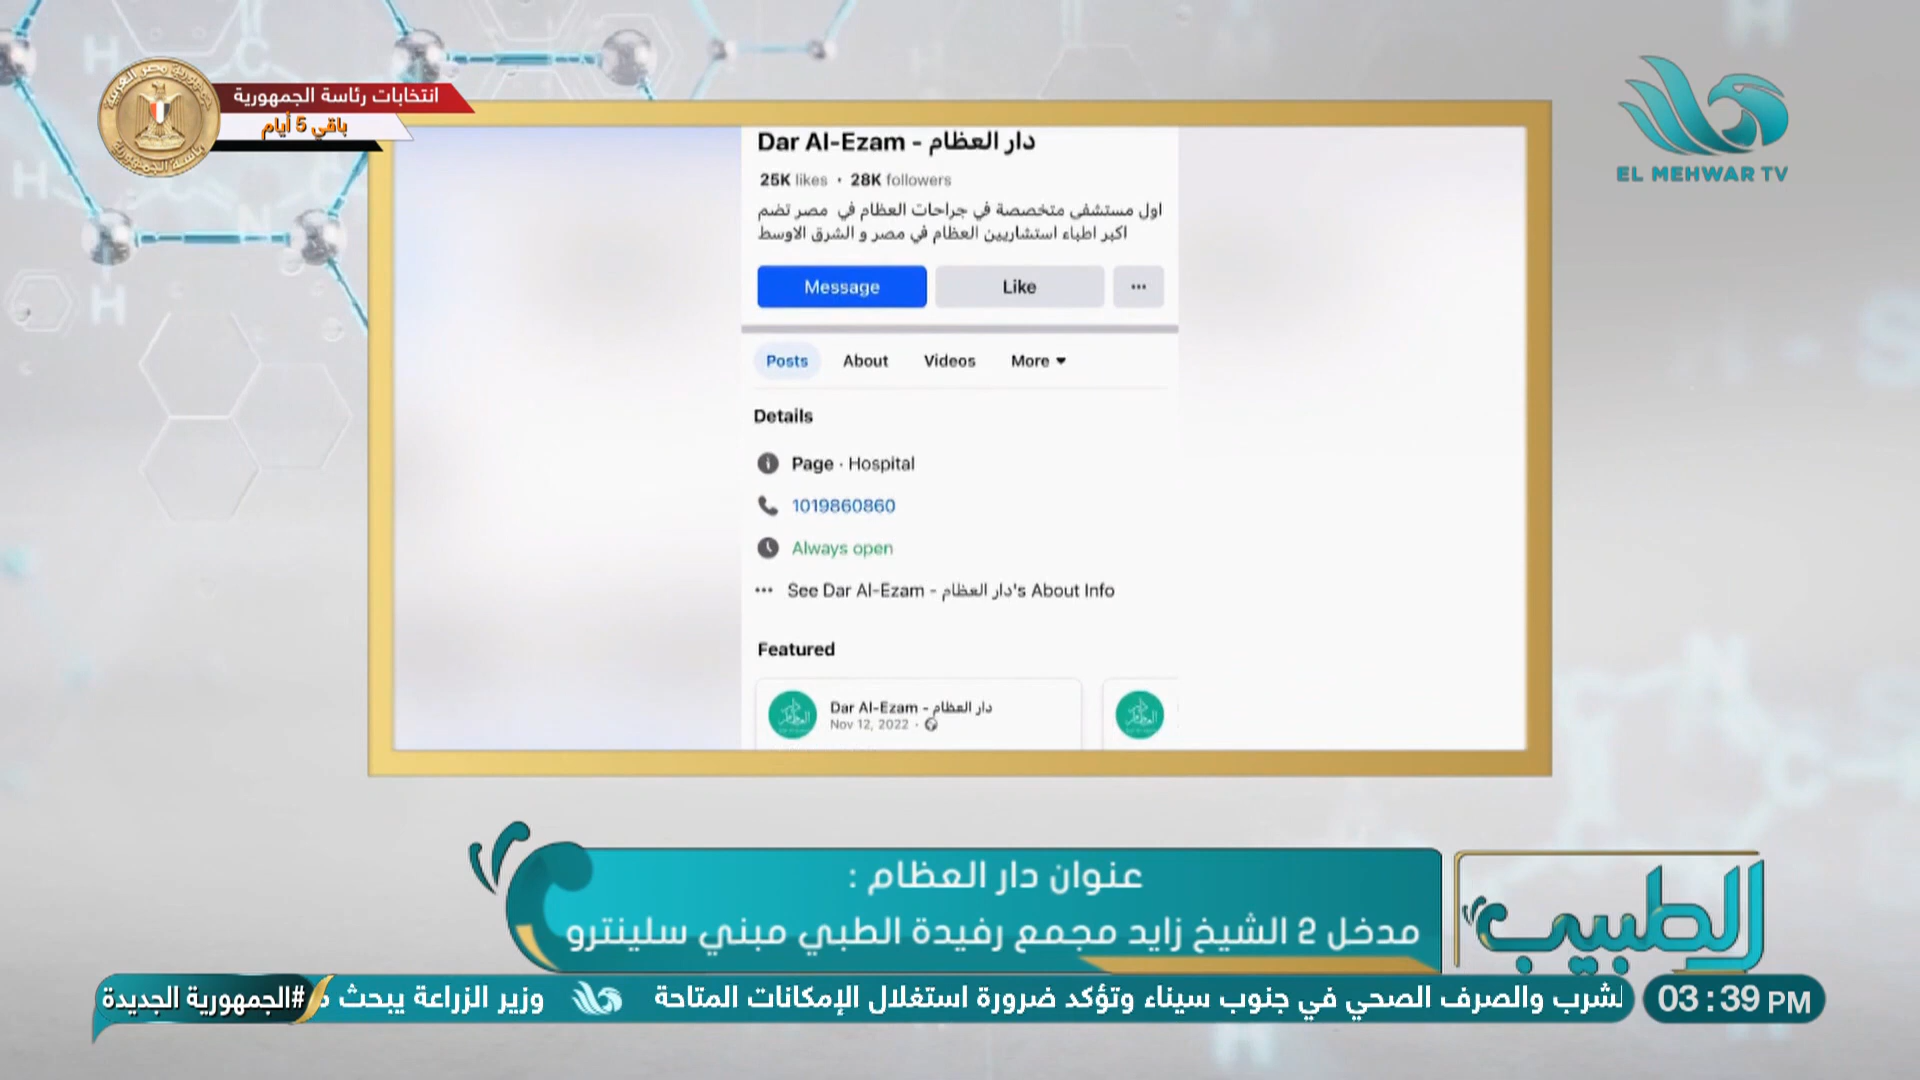 انتخابات رئاسة الجمهورية
باقي 5 أيام
EL MEHWAR TV
Dar Al-Ezam - دار العظام
25K likes • 28K followers
اول مستشفى متخصصة في جراحات العظام في مصر تضم
اكبر اطباء استشاريين العظام في مصر و الشرق الاوسط
Message
Like
Posts
About
Videos
More
Details
Page · Hospital
1019860860
Always open
See Dar Al-Ezam - دار العظام's About Info
Featured
Dar Al-Ezam - دار العظام
Nov 12, 2022
عنوان دار العظام :
مدخل 2 الشيخ زايد مجمع رفيدة الطبي مبني سلينترو
الطبيب
لشرب والصرف الصحي في جنوب سيناء وتؤكد ضرورة استغلال الإمكانات المتاحة
وزير الزراعة يبحث
#الجمهورية الجديدة
03:39 PM